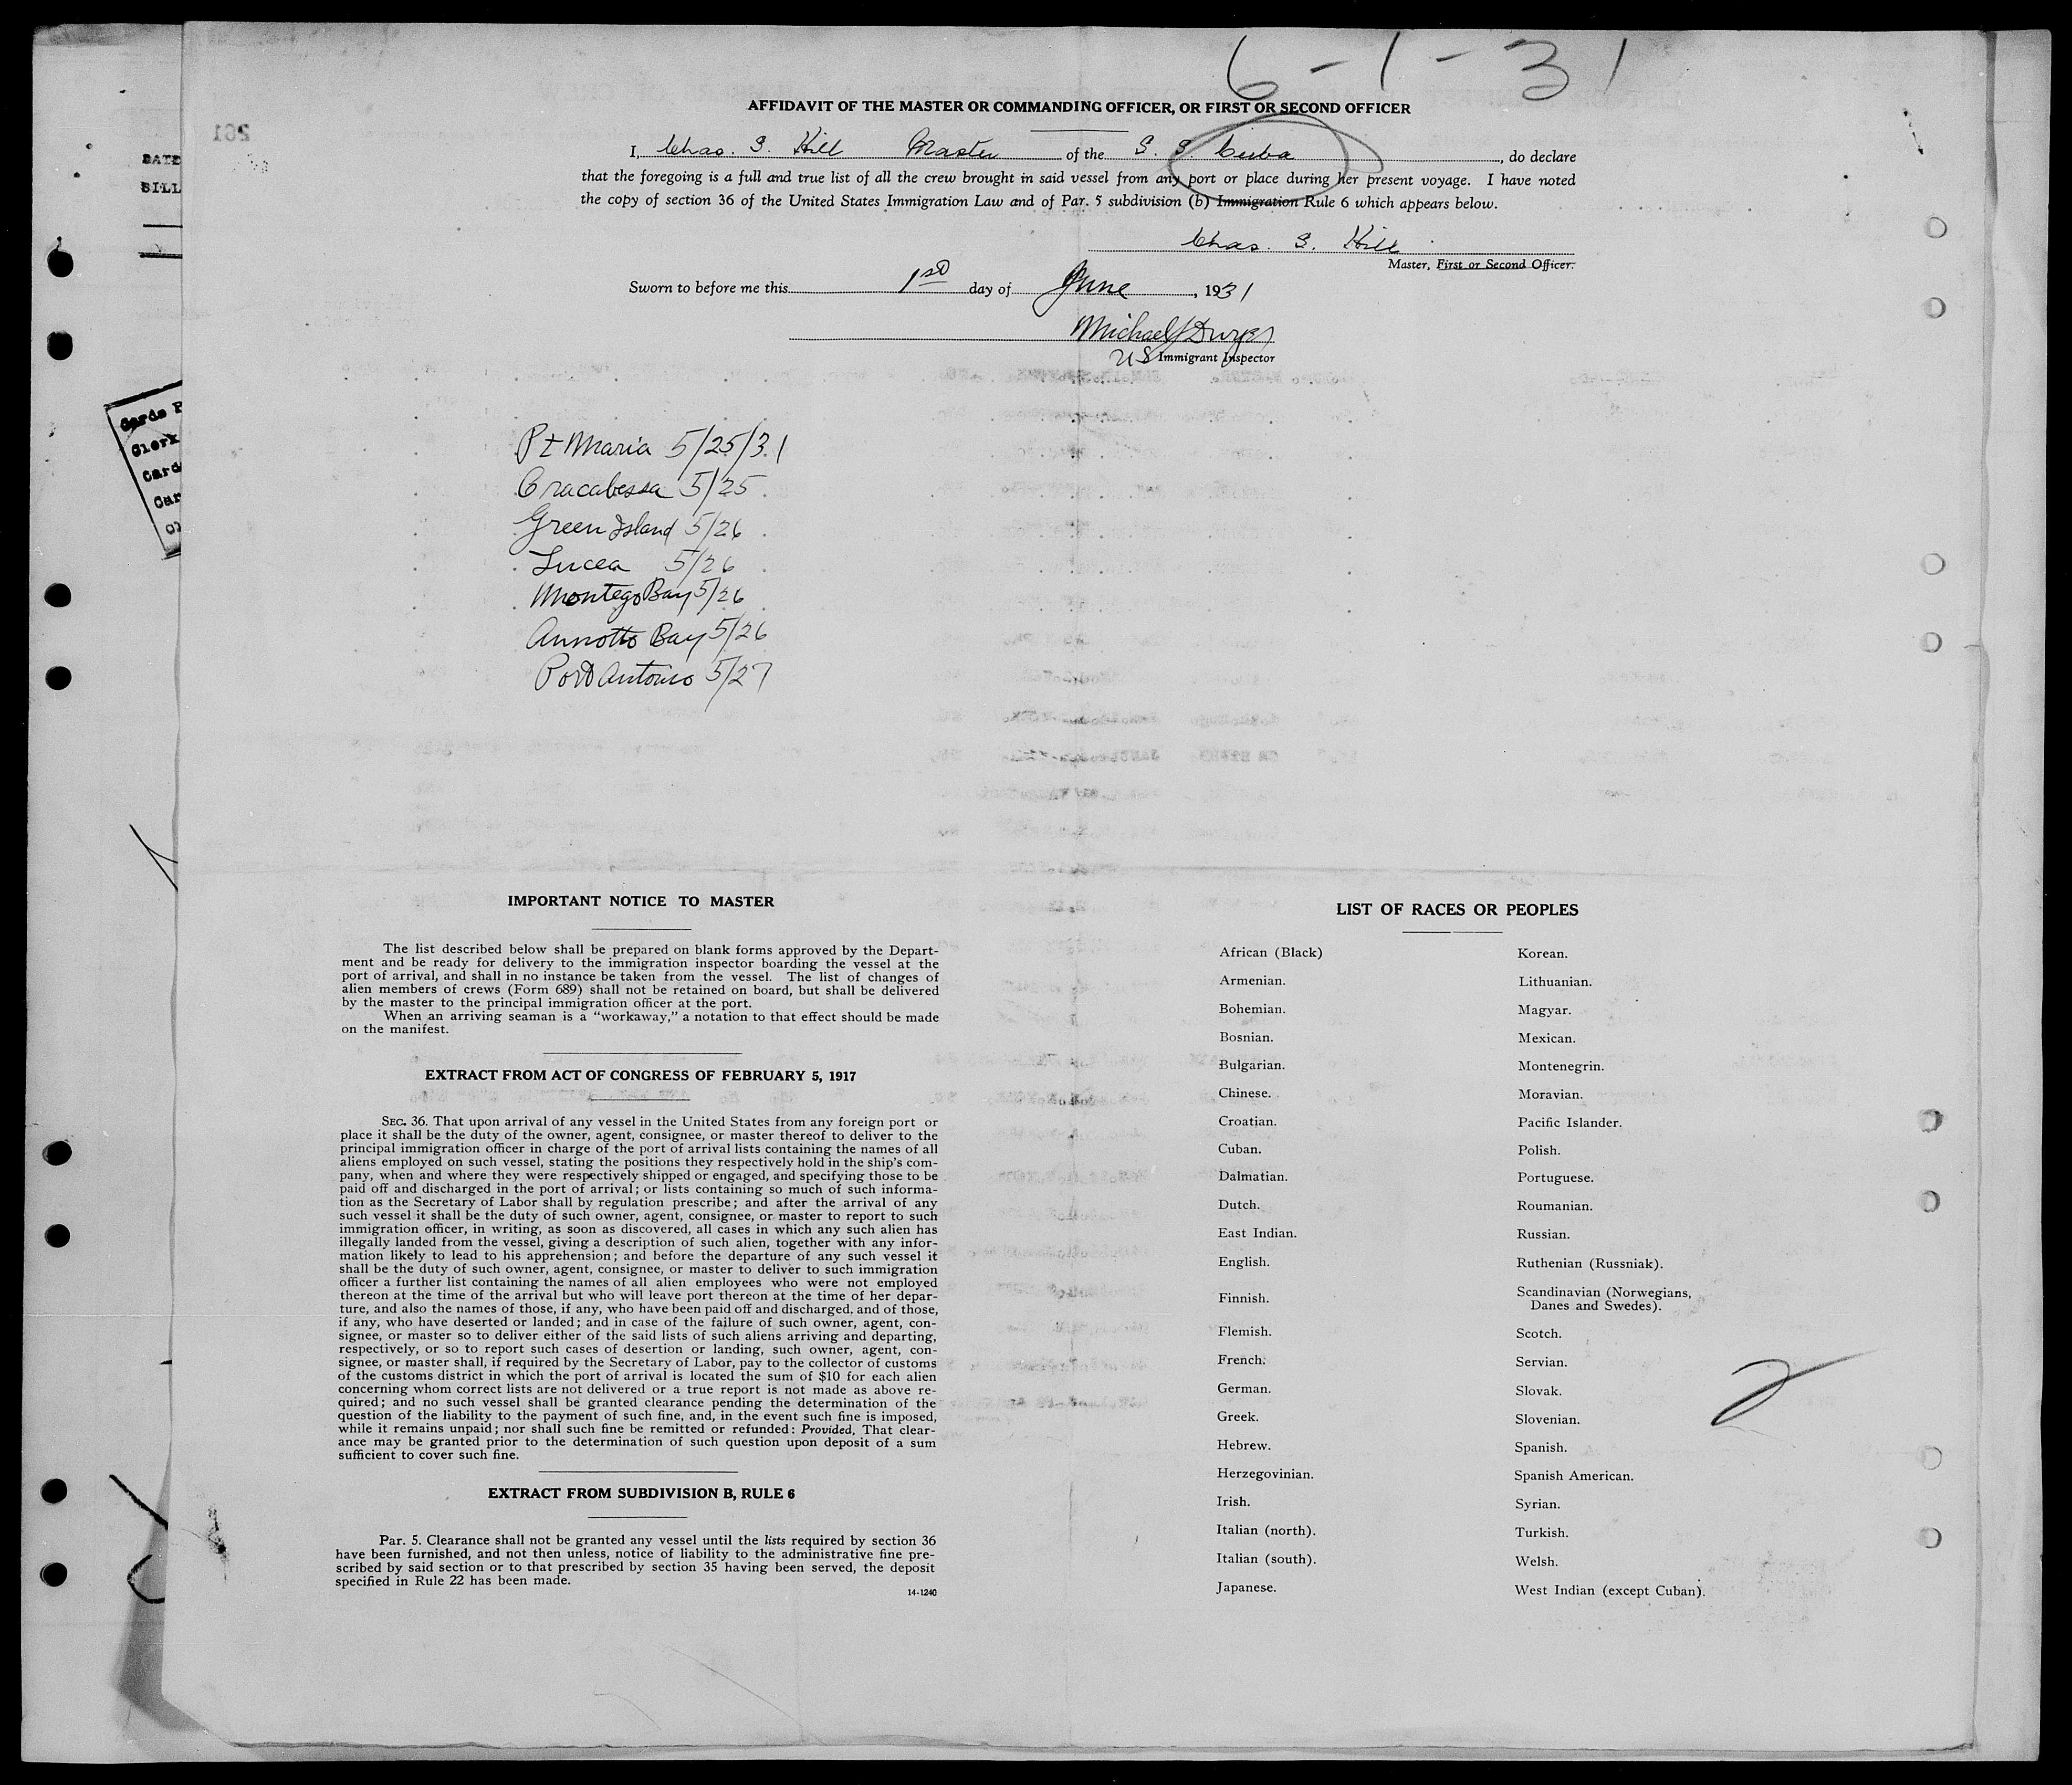 6-1-31
AFFIDAVIT OF THE MASTER OR COMMANDING OFFICER, OR FIRST OR SECOND OFFICER
I, Chas. S. Hill Master of the S. S. Cuba, do declare
that the foregoing is a full and true list of all the crew brought in said vessel from any port or place during her present voyage. I have noted
the copy of section 36 of the United States Immigration Law and of Par. 5 subdivision (b) Immigration Rule 6 which appears below.
Chas. S. Hill
Master, First or Second Officer.
Sworn to before me this 1st day of June, 1931
Michael J Dwyer
US Immigrant Inspector
261
DATE
BILL
Cards P
Clerk
Card
Car
Cl
Pt Maria 5/25/31
Oracabessa 5/25
Green Island 5/26
Lucea 5/26
Montego Bay 5/26
Annotto Bay 5/26
Port Antonio 5/27
IMPORTANT NOTICE TO MASTER
The list described below shall be prepared on blank forms approved by the Depart-
ment and be ready for delivery to the immigration inspector boarding the vessel at the
port of arrival, and shall in no instance be taken from the vessel. The list of changes of
alien members of crews (Form 689) shall not be retained on board, but shall be delivered
by the master to the principal immigration officer at the port.
When an arriving seaman is a “workaway,” a notation to that effect should be made
on the manifest.
EXTRACT FROM ACT OF CONGRESS OF FEBRUARY 5, 1917
SEC. 36. That upon arrival of any vessel in the United States from any foreign port or
place it shall be the duty of the owner, agent, consignee, or master thereof to deliver to the
principal immigration officer in charge of the port of arrival lists containing the names of all
aliens employed on such vessel, stating the positions they respectively hold in the ship's com-
pany, when and where they were respectively shipped or engaged, and specifying those to be
paid off and discharged in the port of arrival; or lists containing so much of such informa-
tion as the Secretary of Labor shall by regulation prescribe; and after the arrival of any
such vessel it shall be the duty of such owner, agent, consignee, or master to report to such
immigration officer, in writing, as soon as discovered, all cases in which any such alien has
illegally landed from the vessel, giving a description of such alien, together with any infor-
mation likely to lead to his apprehension; and before the departure of any such vessel it
shall be the duty of such owner, agent, consignee, or master to deliver to such immigration
officer a further list containing the names of all alien employees who were not employed
thereon at the time of the arrival but who will leave port thereon at the time of her depar-
ture, and also the names of those, if any, who have been paid off and discharged, and of those,
if any, who have deserted or landed; and in case of the failure of such owner, agent, con-
signee, or master so to deliver either of the said lists of such aliens arriving and departing,
respectively, or so to report such cases of desertion or landing, such owner, agent, con-
signee, or master shall, if required by the Secretary of Labor, pay to the collector of customs
of the customs district in which the port of arrival is located the sum of $10 for each alien
concerning whom correct lists are not delivered or a true report is not made as above re-
quired; and no such vessel shall be granted clearance pending the determination of the
question of the liability to the payment of such fine, and, in the event such fine is imposed,
while it remains unpaid; nor shall such fine be remitted or refunded: Provided, That clear-
ance may be granted prior to the determination of such question upon deposit of a sum
sufficient to cover such fine.
EXTRACT FROM SUBDIVISION B, RULE 6
Par. 5. Clearance shall not be granted any vessel until the lists required by section 36
have been furnished, and not then unless, notice of liability to the administrative fine pre-
scribed by said section or to that prescribed by section 35 having been served, the deposit
specified in Rule 22 has been made.
14-1240
LIST OF RACES OR PEOPLES
African (Black)
Armenian.
Bohemian.
Bosnian.
Bulgarian.
Chinese.
Croatian.
Cuban.
Dalmatian.
Dutch.
East Indian.
English.
Finnish.
Flemish.
French.
German.
Greek.
Hebrew.
Herzegovinian.
Irish.
Italian (north).
Italian (south).
Japanese.
Korean.
Lithuanian.
Magyar.
Mexican.
Montenegrin.
Moravian.
Pacific Islander.
Polish.
Portuguese.
Roumanian.
Russian.
Ruthenian (Russniak).
Scandinavian (Norwegians,
Danes and Swedes).
Scotch.
Servian.
Slovak.
Slovenian.
Spanish.
Spanish American.
Syrian.
Turkish.
Welsh.
West Indian (except Cuban).
2